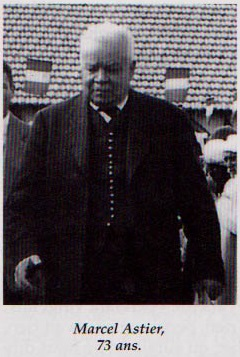 Marcel Astier,
73 ans.